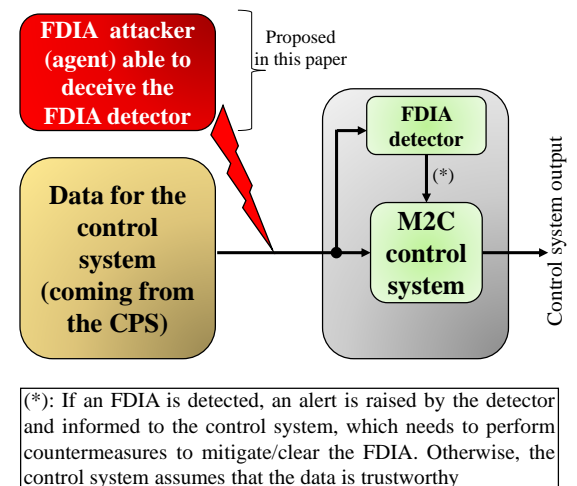 FDIA attacker
(agent) able to
deceive the
FDIA detector
Proposed
in this paper
FDIA
detector
(*)
Data for the
control
system
(coming from
the CPS)
M2C
control
system
Control system output
(*): If an FDIA is detected, an alert is raised by the detector
and informed to the control system, which needs to perform
countermeasures to mitigate/clear the FDIA. Otherwise, the
control system assumes that the data is trustworthy